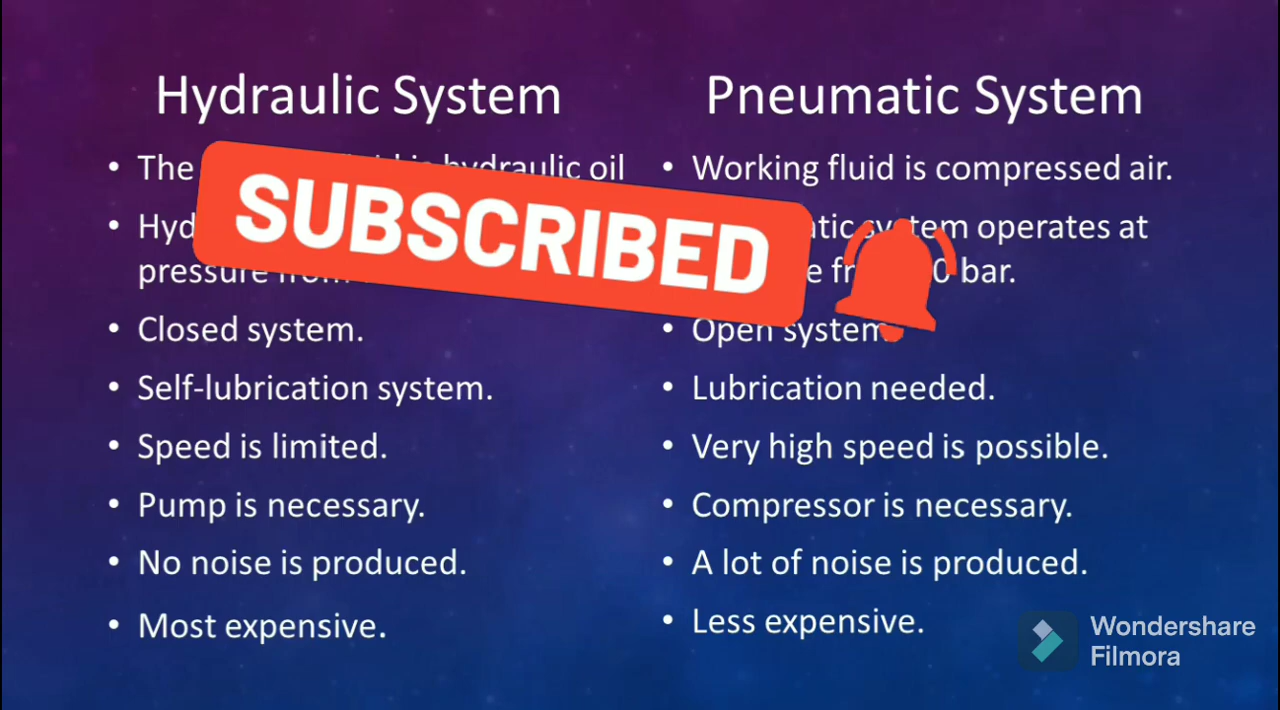 Hydraulic System
• The hydraulic oil
• Hyd
pressure from
• Closed system.
• Self-lubrication system.
• Speed is limited.
• Pump is necessary.
• No noise is produced.
• Most expensive.
Pneumatic System
• Working fluid is compressed air.
system operates at
bar.
• Open system.
• Lubrication needed.
• Very high speed is possible.
• Compressor is necessary.
• A lot of noise is produced.
• Less expensive.
SUBSCRIBED
Wondershare
Filmora